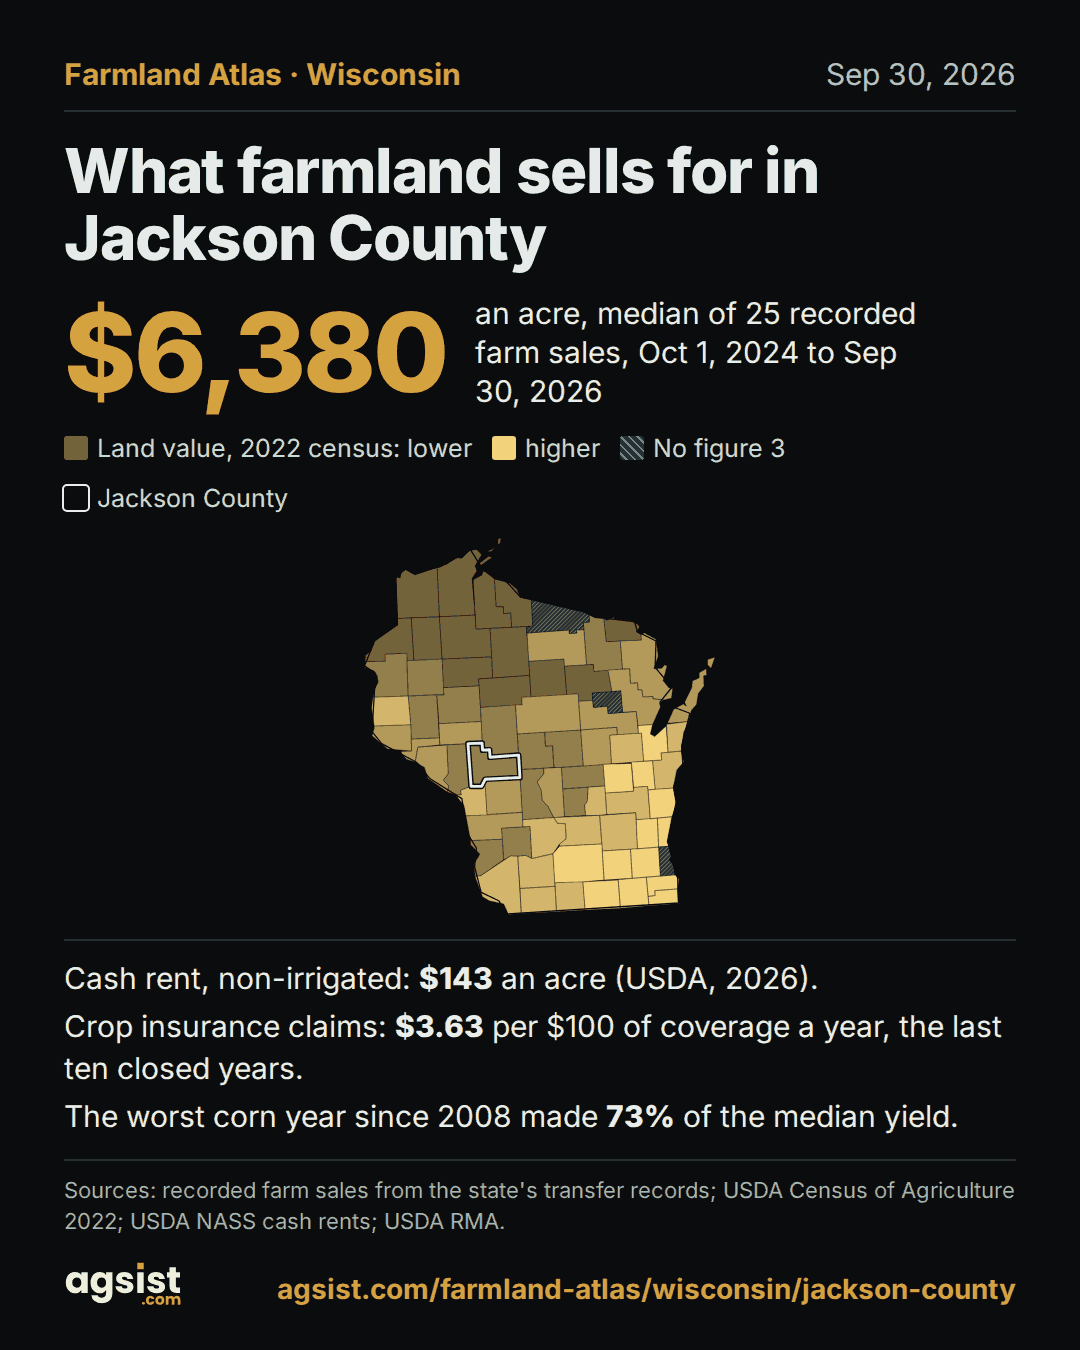 Farmland Atlas · Wisconsin
Sep 30, 2026
What farmland sells for in
Jackson County
$6,380
an acre, median of 25 recorded
farm sales, Oct 1, 2024 to Sep
30, 2026
Land value, 2022 census: lower
higher
No figure 3
Jackson County
Cash rent, non-irrigated: $143 an acre (USDA, 2026).
Crop insurance claims: $3.63 per $100 of coverage a year, the last
ten closed years.
The worst corn year since 2008 made 73% of the median yield.
Sources: recorded farm sales from the state's transfer records; USDA Census of Agriculture
2022; USDA NASS cash rents; USDA RMA.
agsist
.com
agsist.com/farmland-atlas/wisconsin/jackson-county